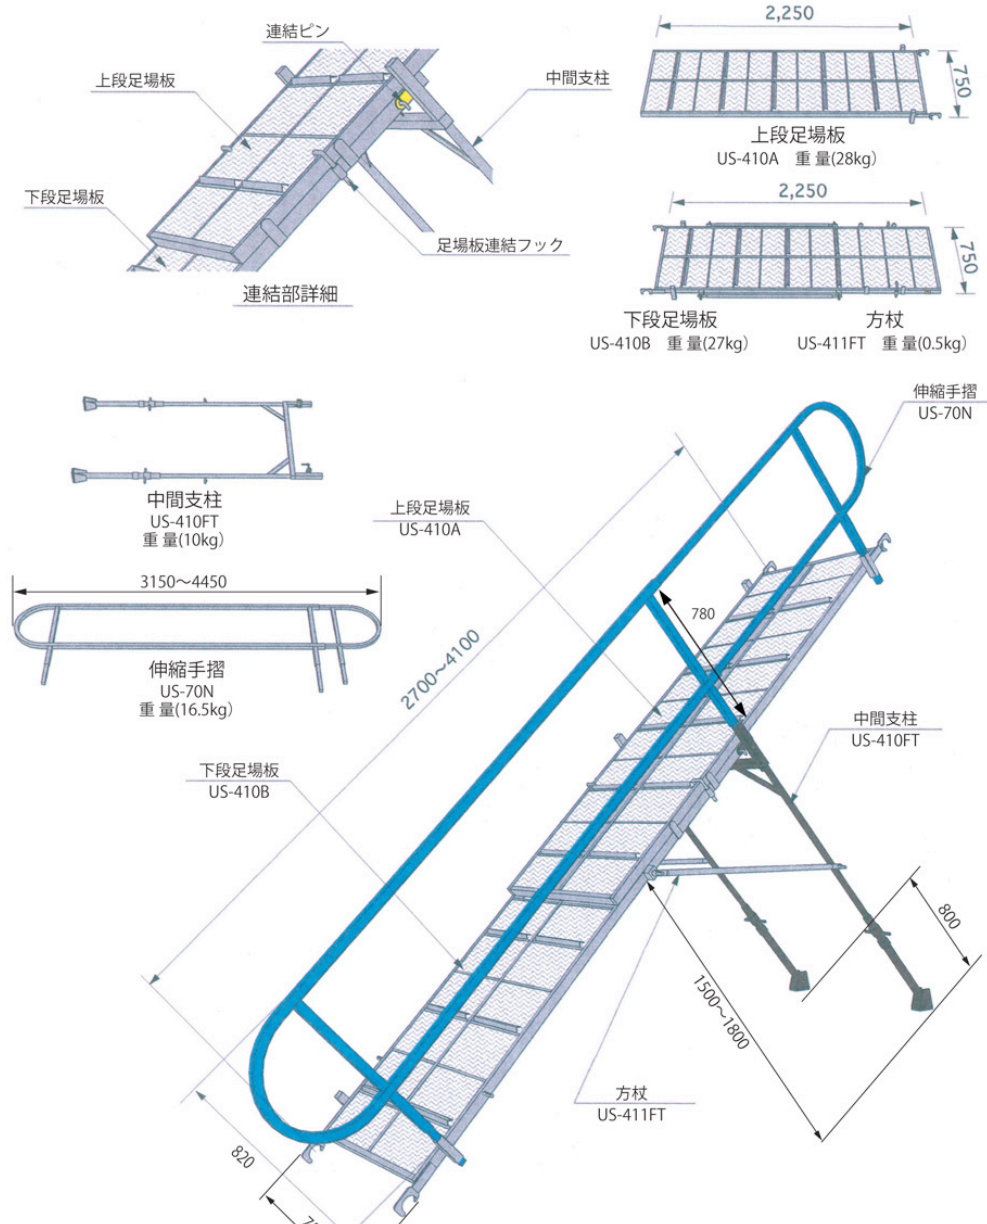 連結ピン
上段足場板
中間支柱
下段足場板
足場板連結フック
連結部詳細
2,250
750
上段足場板
US-410A 重 量(28kg)
2,250
750
下段足場板
US-410B 重 量(27kg)
方杖
US-411FT 重 量(0.5kg)
中間支柱
US-410FT
重 量(10kg)
3150～4450
伸縮手摺
US-70N
重 量(16.5kg)
伸縮手摺
US-70N
上段足場板
US-410A
780
2700～4100
中間支柱
US-410FT
下段足場板
US-410B
800
1500～1800
方杖
US-411FT
820